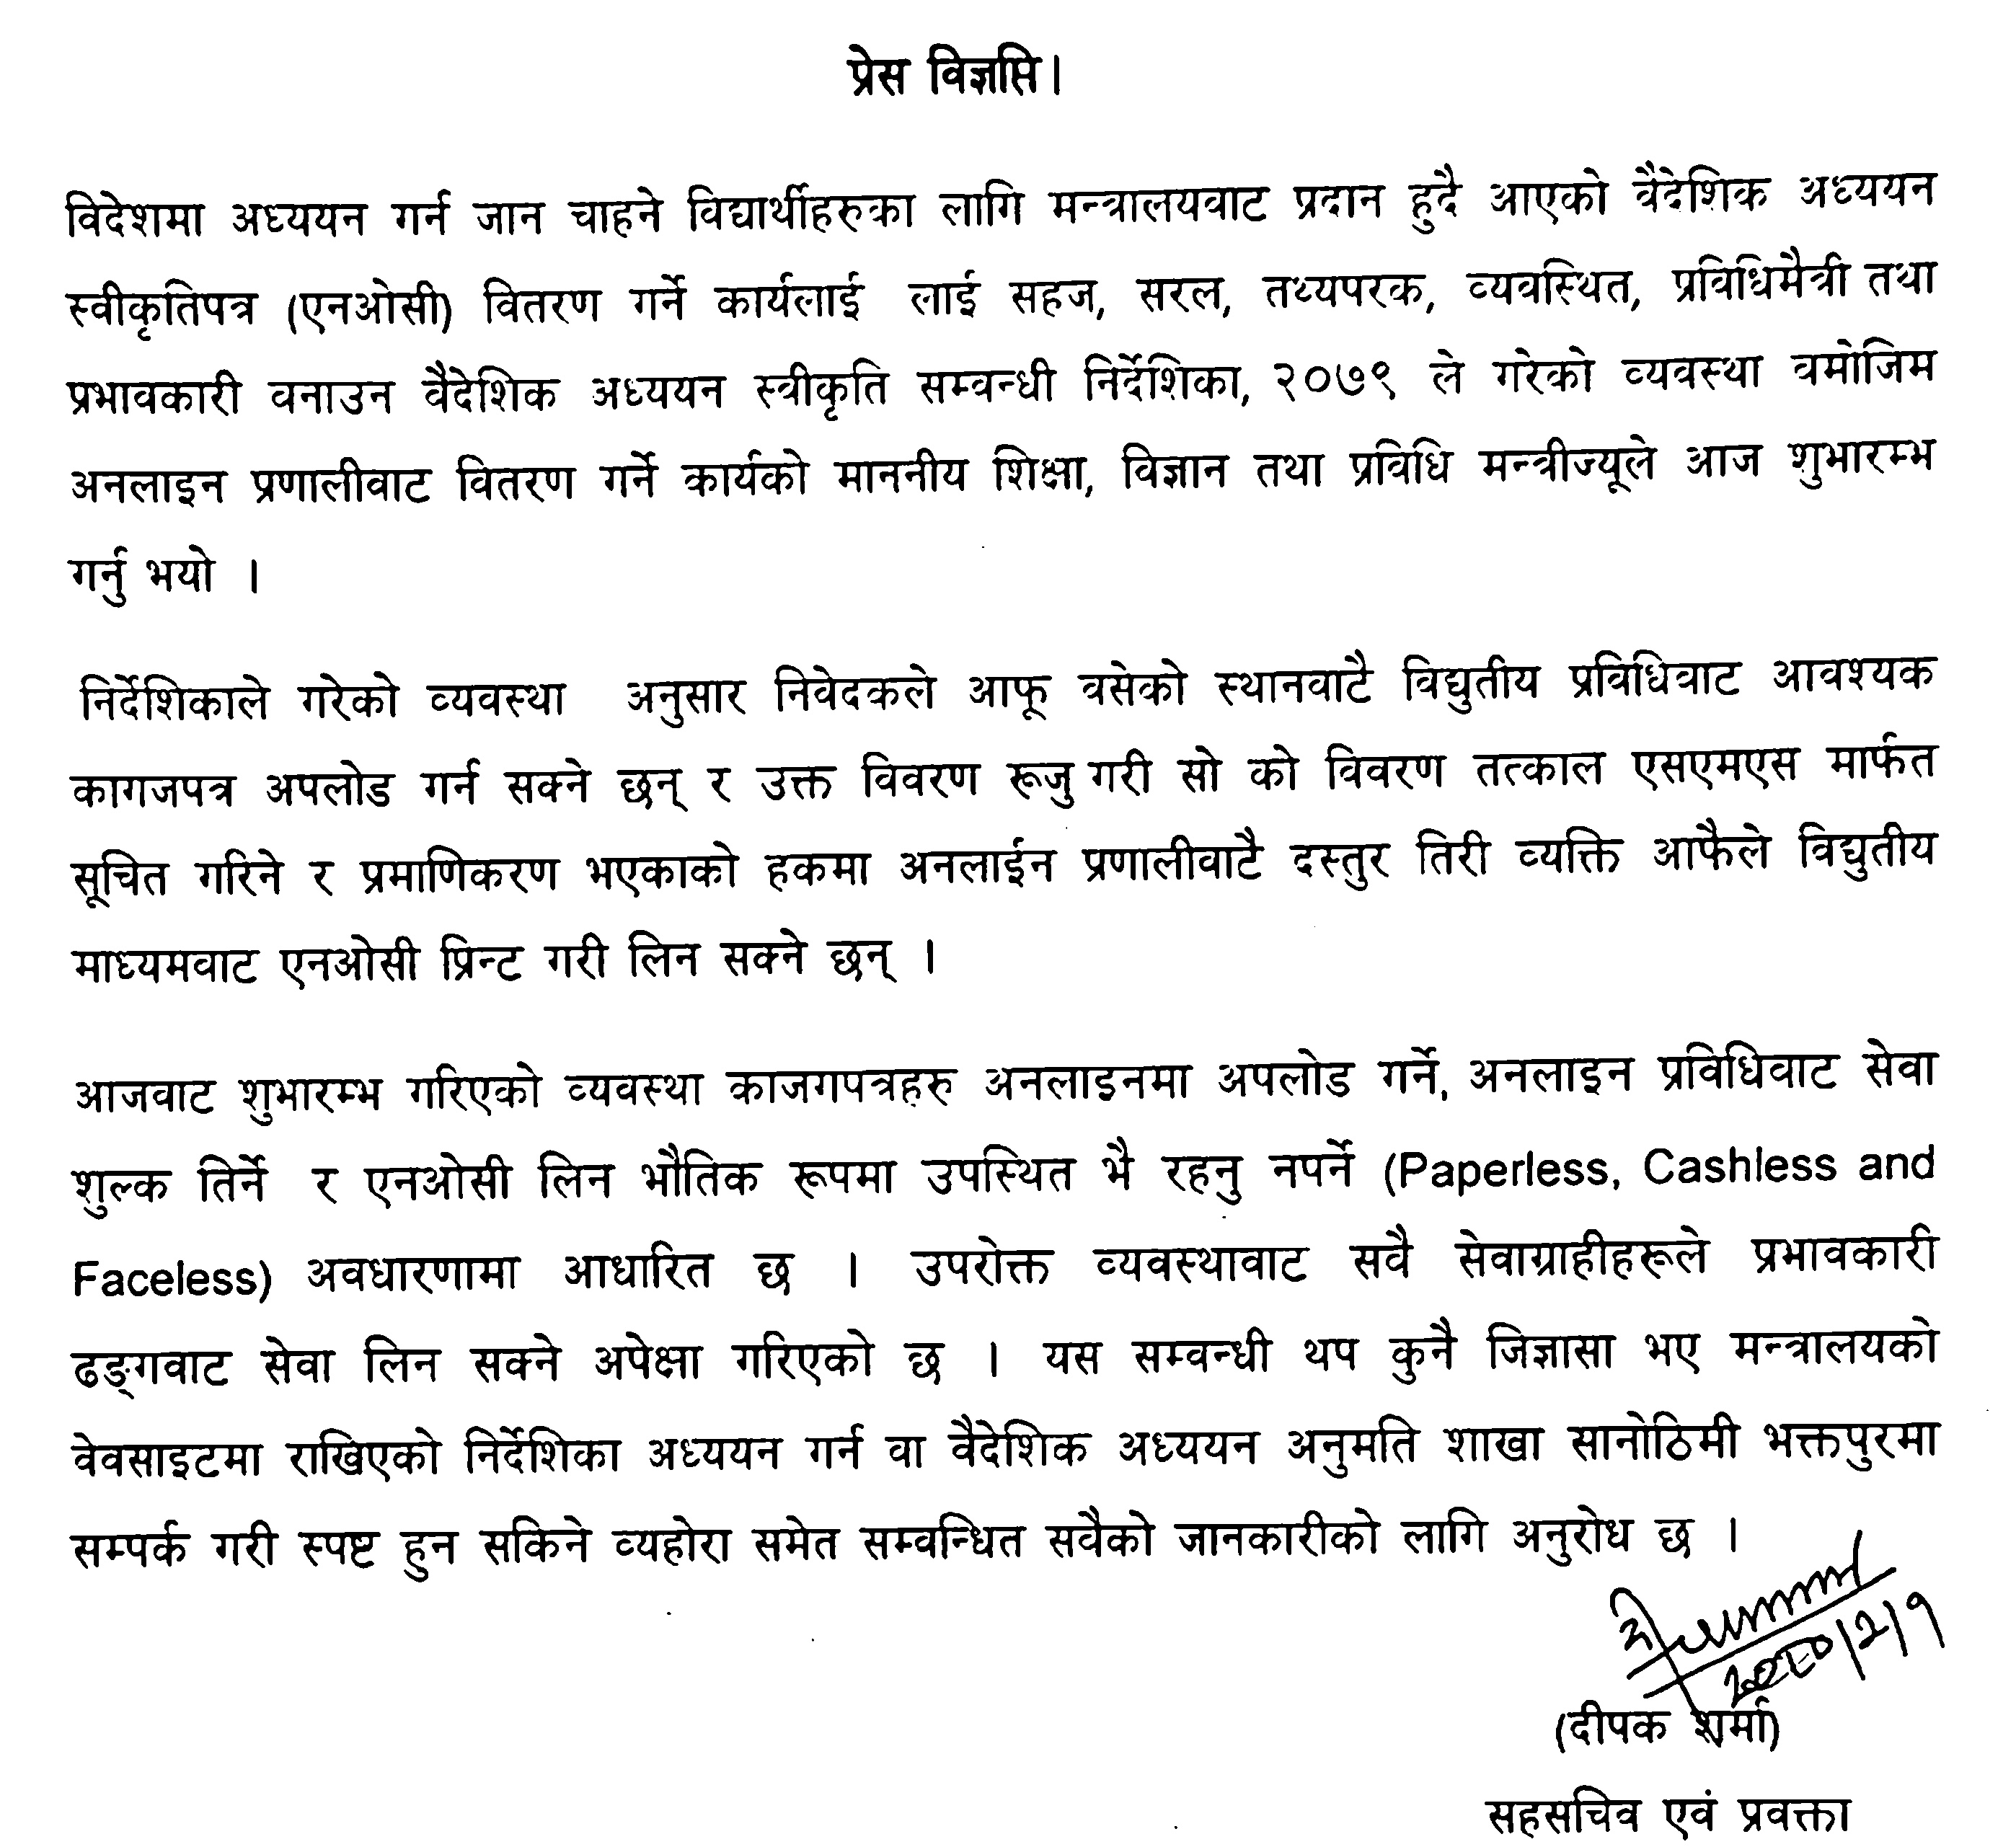 प्रेस विज्ञप्ति।
विदेशमा अध्ययन गर्न जान चाहने विद्यार्थीहरुका लागि मन्त्रालयवाट प्रदान हुदै आएको वैदेशिक अध्ययन
स्वीकृतिपत्र (एनओसी) वितरण गर्ने कार्यलाई लाई सहज, सरल, तथ्यपरक, व्यवस्थित, प्रविधिमैत्री तथा
प्रभावकारी वनाउन वैदेशिक अध्ययन स्वीकृति सम्वन्धी निर्देशिका, २०७९ ले गरेको व्यवस्था वमोजिम
अनलाइन प्रणालीवाट वितरण गर्ने कार्यको माननीय शिक्षा, विज्ञान तथा प्रविधि मन्त्रीज्यूले आज शुभारम्भ
गर्नु भयो ।
निर्देशिकाले गरेको व्यवस्था अनुसार निवेदकले आफू वसेको स्थानवाटै विद्युतीय प्रविधिवाट आवश्यक
कागजपत्र अपलोड गर्न सक्ने छन् र उक्त विवरण रूजु गरी सो को विवरण तत्काल एसएमएस मार्फत
सूचित गरिने र प्रमाणिकरण भएकाको हकमा अनलाईन प्रणालीवाटै दस्तुर तिरी व्यक्ति आफैले विद्युतीय
माध्यमवाट एनओसी प्रिन्ट गरी लिन सक्ने छन् ।
आजवाट शुभारम्भ गरिएको व्यवस्था काजगपत्रहरु अनलाइनमा अपलोड गर्ने, अनलाइन प्रविधिवाट सेवा
शुल्क तिर्ने र एनओसी लिन भौतिक रूपमा उपस्थित भै रहनु नपर्ने (Paperless, Cashless and
Faceless) अवधारणामा आधारित छ । उपरोक्त व्यवस्थावाट सवै सेवाग्राहीहरूले प्रभावकारी
ढङ्गवाट सेवा लिन सक्ने अपेक्षा गरिएको छ । यस सम्वन्धी थप कुनै जिज्ञासा भए मन्त्रालयको
वेवसाइटमा राखिएको निर्देशिका अध्ययन गर्न वा वैदेशिक अध्ययन अनुमति शाखा सानोठिमी भक्तपुरमा
सम्पर्क गरी स्पष्ट हुन सकिने व्यहोरा समेत सम्वन्धित सवैको जानकारीको लागि अनुरोध छ ।
२०८०/२/१
(दीपक शर्मा)
सहसचिव एवं प्रवक्ता